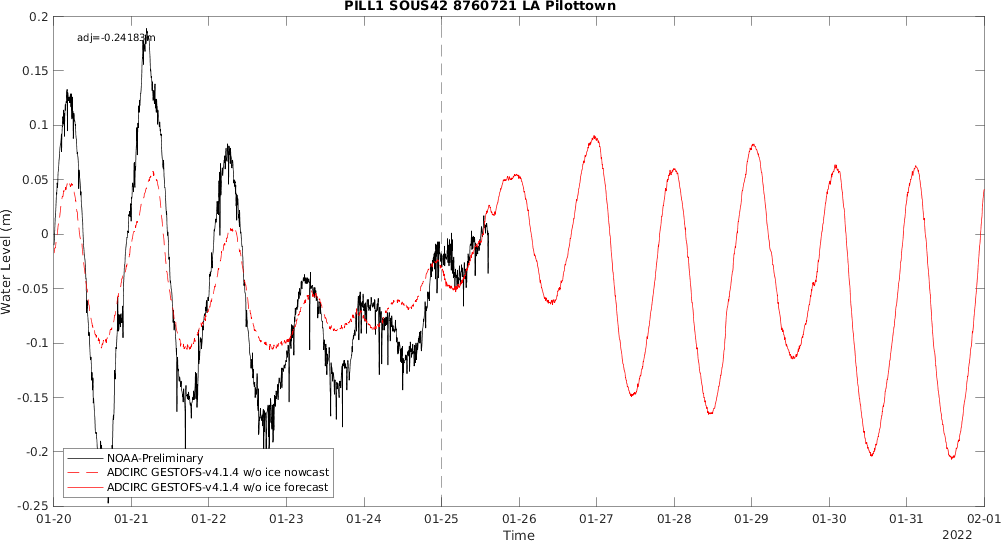 PILL1 SOUS42 8760721 LA Pilottown
adj=-0.24183m
0.2
0.15
0.1
0.05
0
-0.05
-0.1
-0.15
-0.2
-0.25
Water Level (m)
NOAA-Preliminary
ADCIRC GESTOFS-v4.1.4 w/o ice nowcast
ADCIRC GESTOFS-v4.1.4 w/o ice forecast
01-20 01-21 01-22 01-23 01-24 01-25 01-26 01-27 01-28 01-29 01-30 01-31 02-01
Time
2022